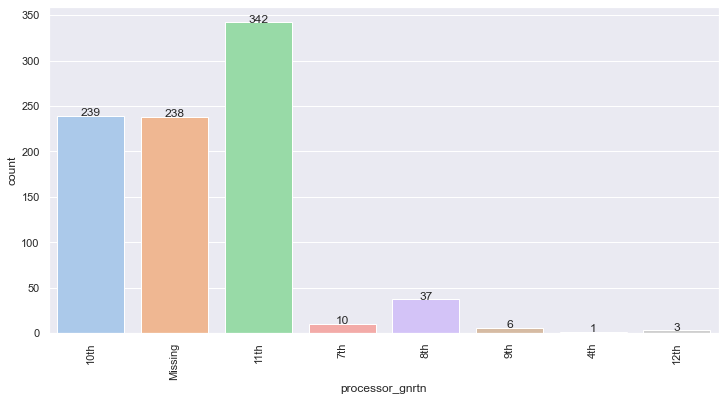 350
300
250
200
150
100
50
0
count
239
238
342
10
37
6
1
3
10th
Missing
11th
7th
8th
9th
4th
12th
processor_gnrtn